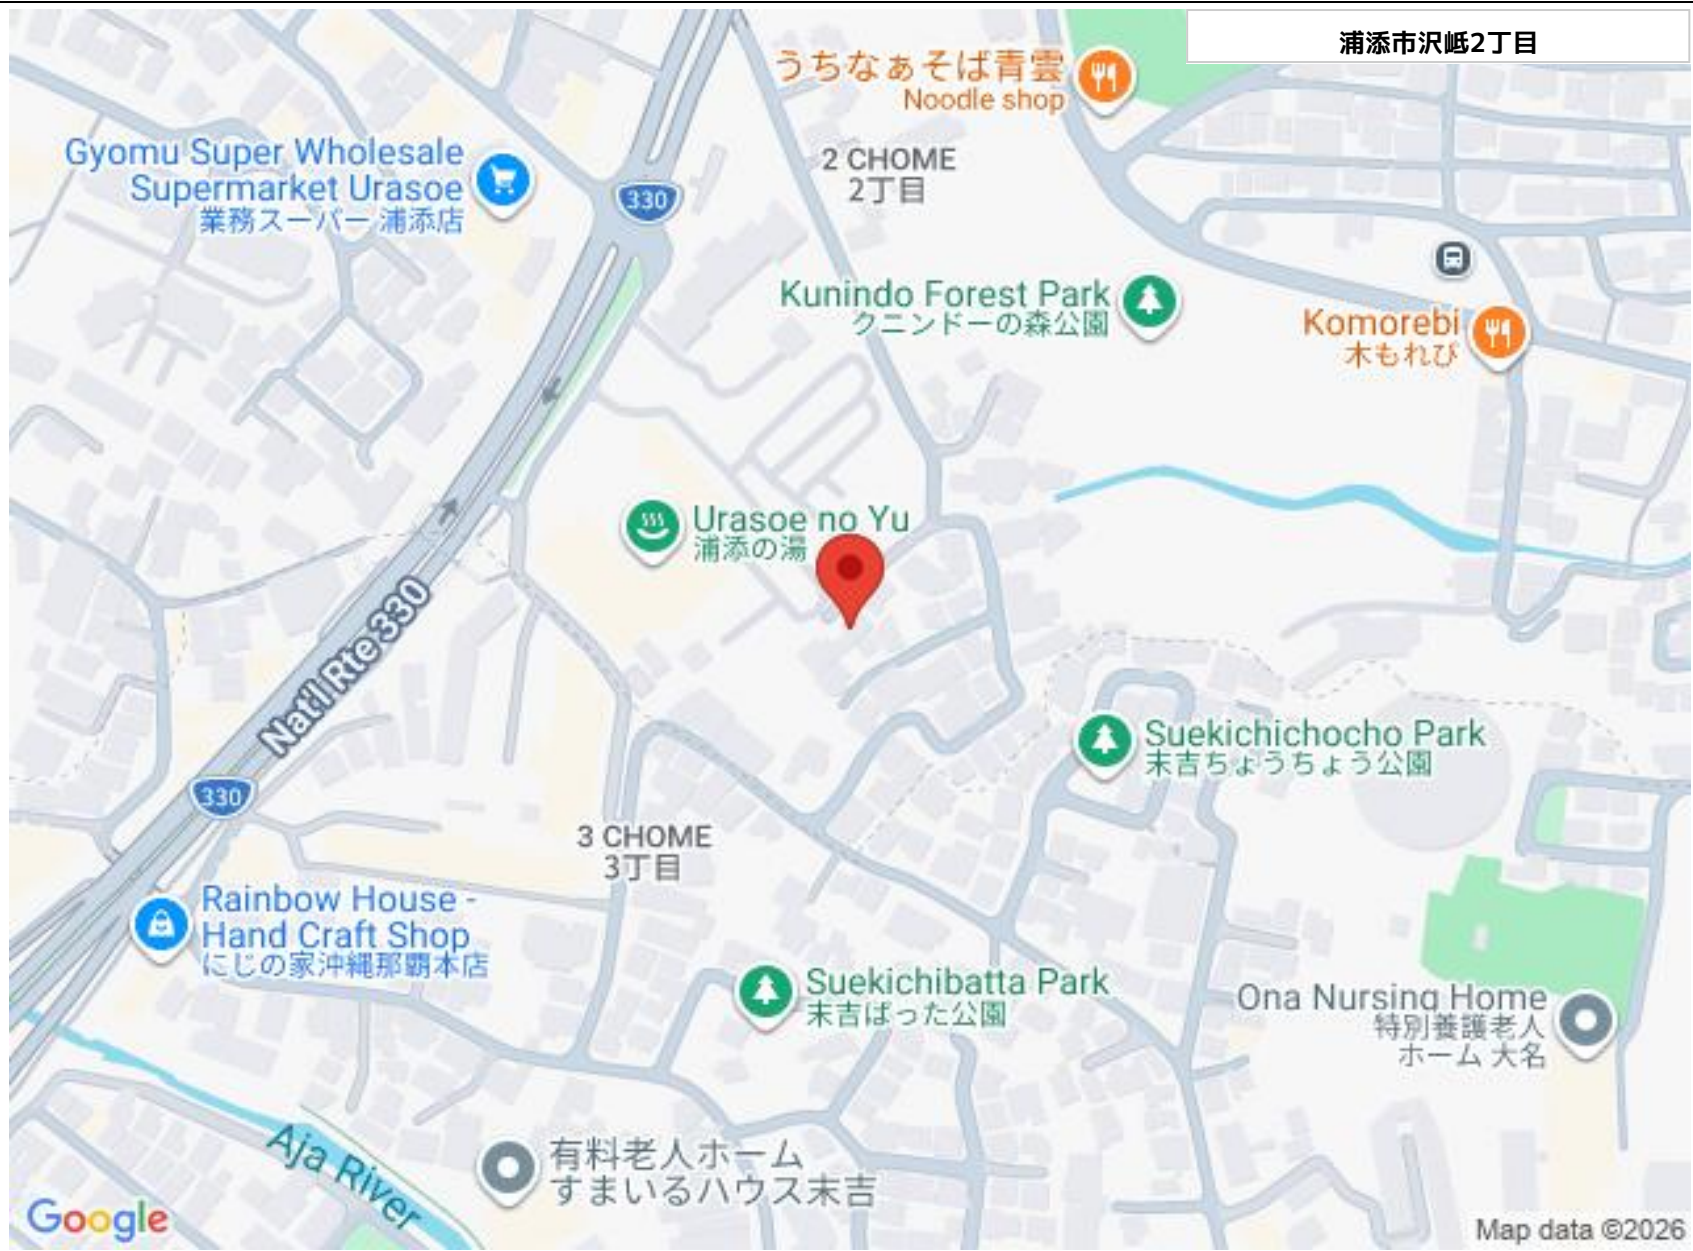 浦添市沢岻2丁目
うちなぁそば青雲
Noodle shop
Gyomu Super Wholesale
Supermarket Urasoe
業務スーパー 浦添店
2 CHOME
2丁目
330
Kunindo Forest Park
クニンドーの森公園
Komorebi
木もれび
Urasoe no Yu
浦添の湯
Nat'l Rte 330
330
Suekichichocho Park
末吉ちょうちょう公園
3 CHOME
3丁目
Rainbow House -
Hand Craft Shop
にじの家沖縄那覇本店
Suekichibatta Park
末吉ばった公園
Ona Nursing Home
特別養護老人
ホーム 大名
Aja River
有料老人ホーム
すまいるハウス末吉
Google
Map data ©2026